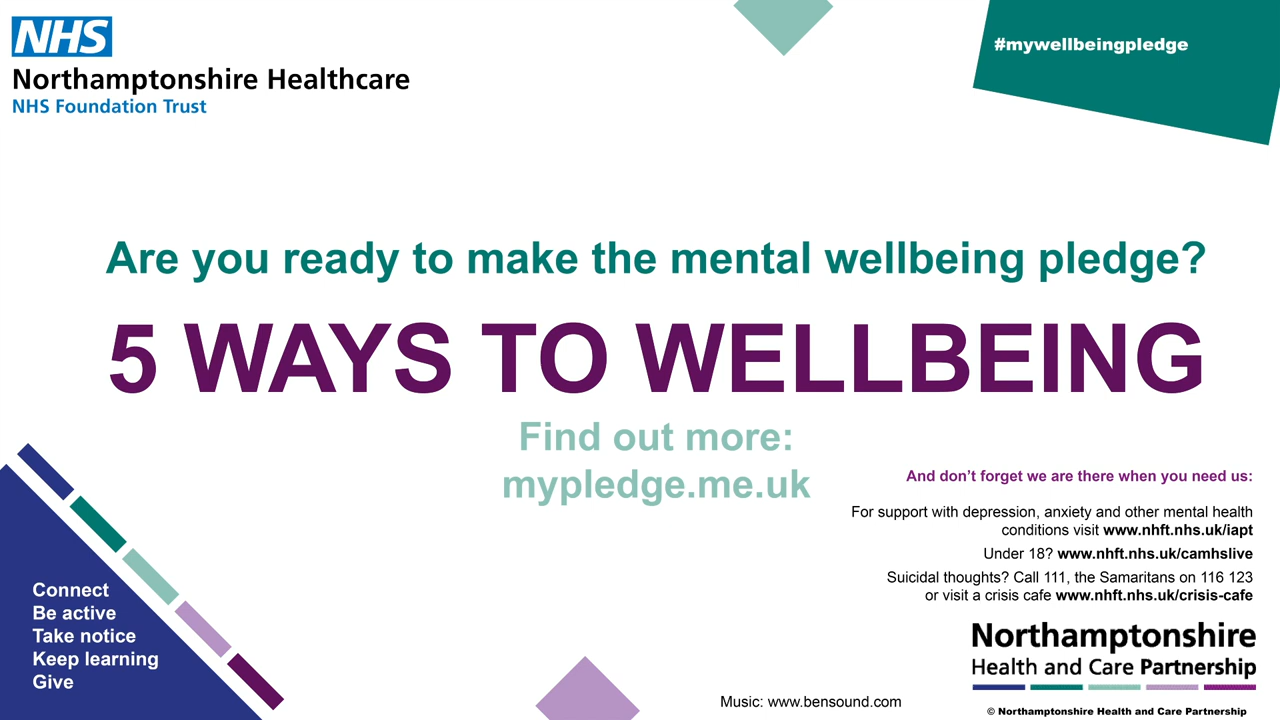 NHS
Northamptonshire Healthcare
NHS Foundation Trust
#mywellbeingpledge
Are you ready to make the mental wellbeing pledge?
5 WAYS TO WELLBEING
Find out more:
mypledge.me.uk
And don’t forget we are there when you need us:
For support with depression, anxiety and other mental health
conditions visit www.nhft.nhs.uk/iapt
Under 18? www.nhft.nhs.uk/camhslive
Suicidal thoughts? Call 111, the Samaritans on 116 123
or visit a crisis cafe www.nhft.nhs.uk/crisis-cafe
Connect
Be active
Take notice
Keep learning
Give
Northamptonshire
Health and Care Partnership
Music: www.bensound.com
© Northamptonshire Health and Care Partnership